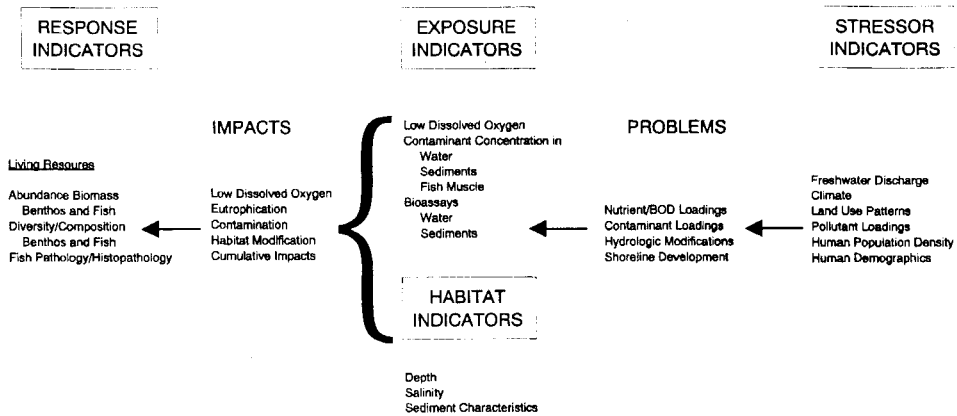 RESPONSE
INDICATORS
EXPOSURE
INDICATORS
STRESSOR
INDICATORS
IMPACTS
PROBLEMS
Living Resoures
Abundance Biomass
Benthos and Fish
Diversity/Composition
Benthos and Fish
Fish Pathology/Histopathology
Low Dissolved Oxygen
Eutrophication
Contamination
Habitat Modification
Cumulative Impacts
Low Dissolved Oxygen
Contaminant Concentration in
Water
Sediments
Fish Muscle
Bioassays
Water
Sediments
HABITAT
INDICATORS
Depth
Salinity
Sediment Characteristics
Nutrient/BOD Loadings
Contaminant Loadings
Hydrologic Modifications
Shoreline Development
Freshwater Discharge
Climate
Land Use Patterns
Pollutant Loadings
Human Population Density
Human Demographics